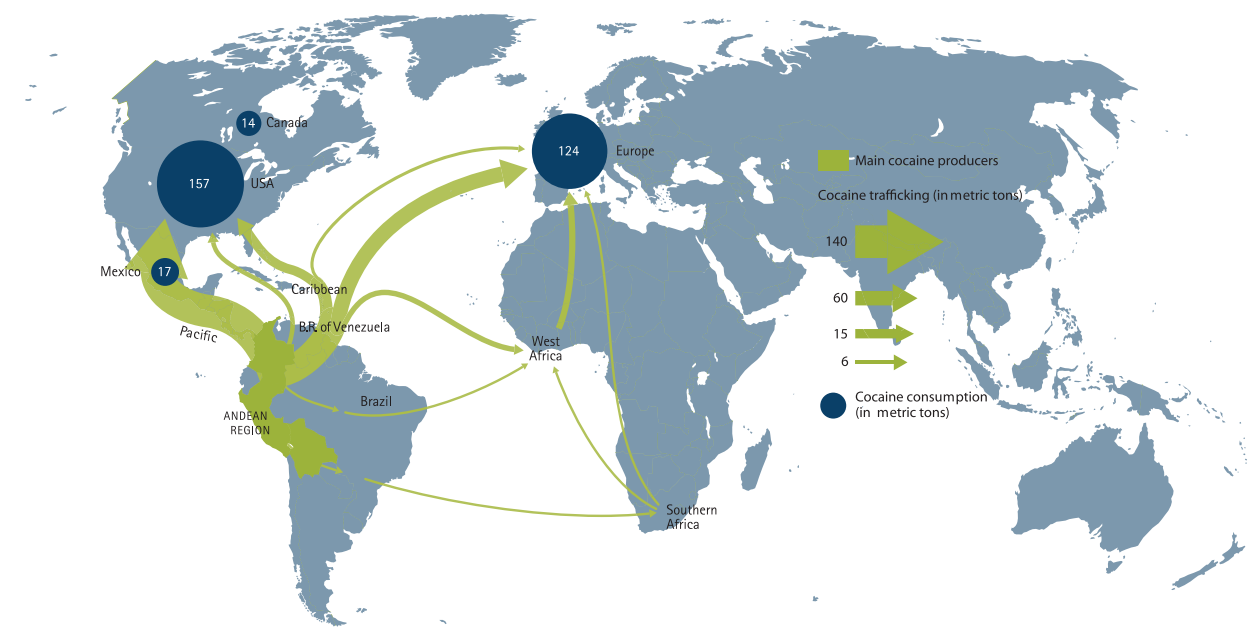 14
Canada
157
USA
124
Europe
Main cocaine producers
Cocaine trafficking (in metric tons)
140
Mexico
17
Caribbean
60
Pacific
B.R. of Venezuela
15
West
Africa
6
Brazil
Cocaine consumption
(in metric tons)
ANDEAN
REGION
Southern
Africa